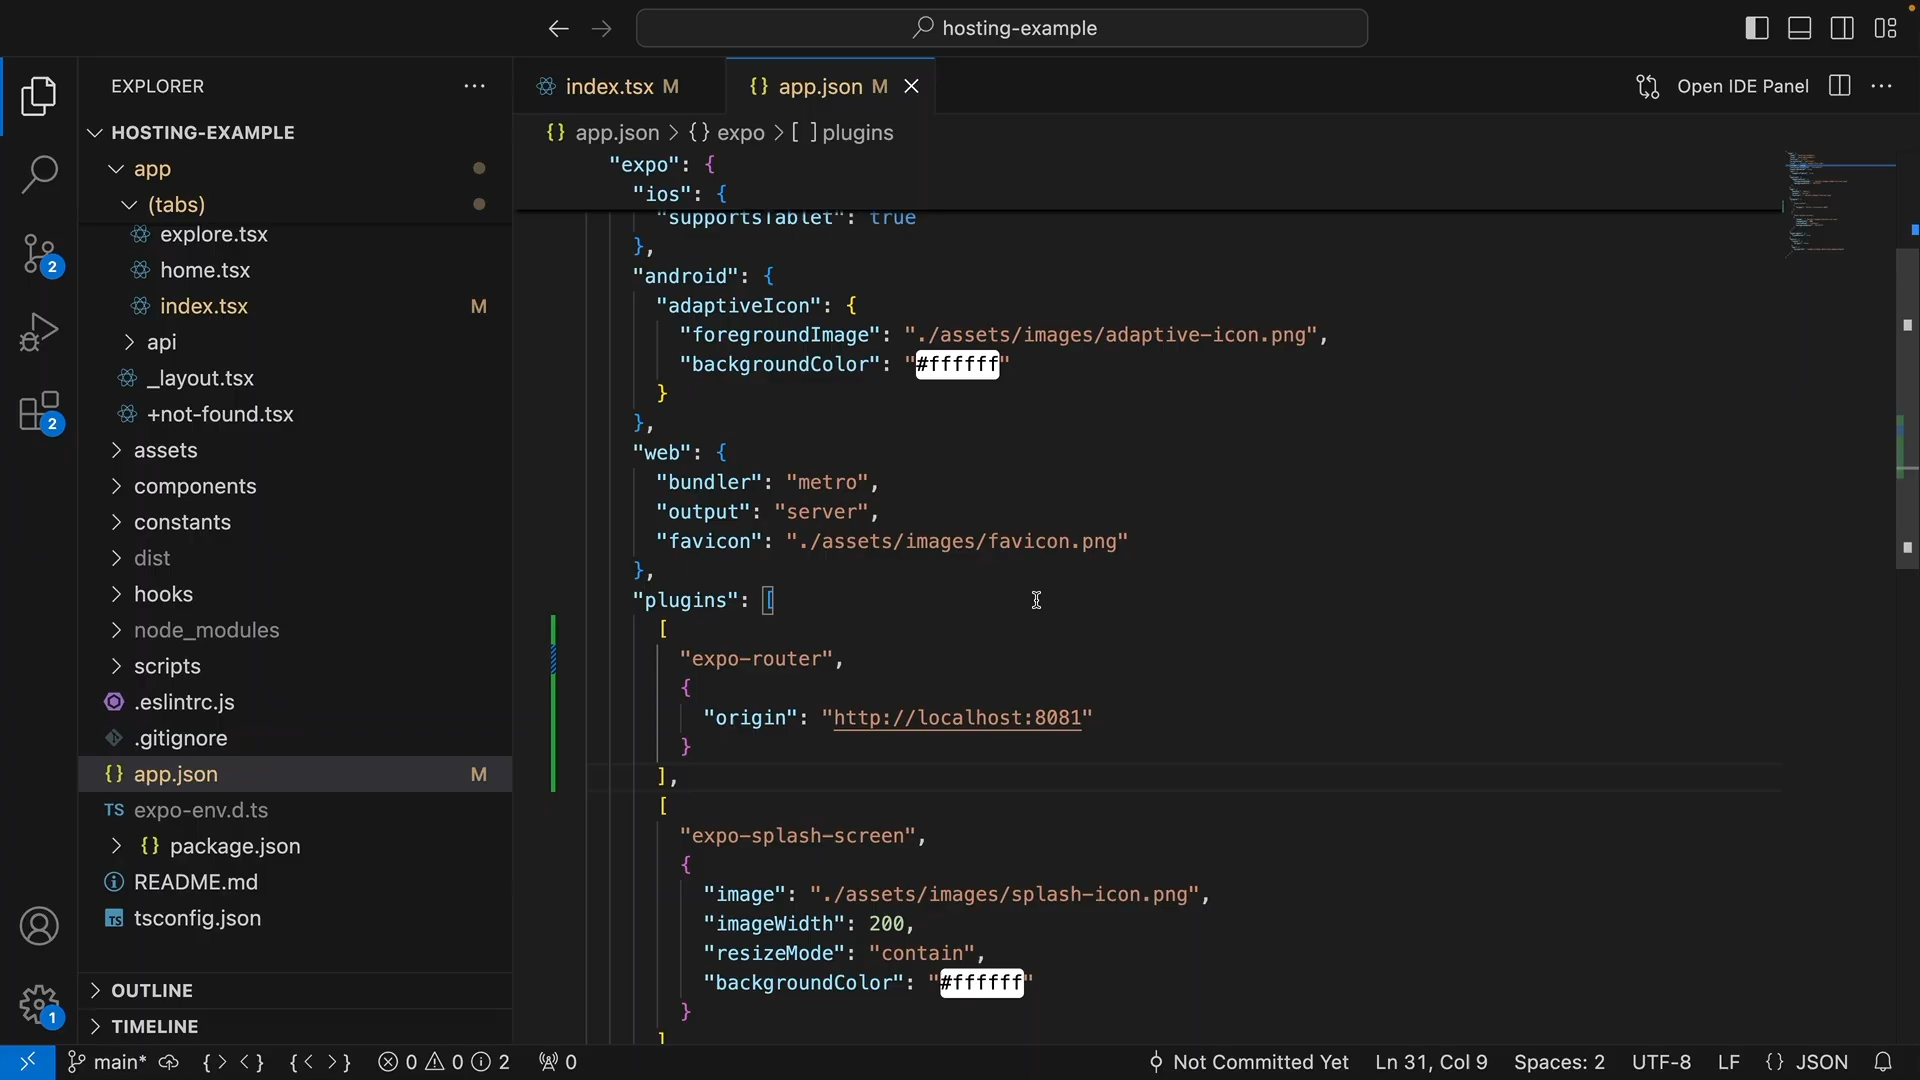 hosting-example
EXPLORER
HOSTING-EXAMPLE
app
(tabs)
explore.tsx
home.tsx
index.tsx M
api
_layout.tsx
+not-found.tsx
assets
components
constants
dist
hooks
node_modules
scripts
.eslintrc.js
.gitignore
app.json M
TS expo-env.d.ts
{} package.json
README.md
TS tsconfig.json
OUTLINE
TIMELINE
2
2
1
index.tsx M
{} app.json M
Open IDE Panel
{} app.json > {} expo > [ ] plugins
"expo": {
"ios": {
"supportsTablet": true
},
"android": {
"adaptiveIcon": {
"foregroundImage": "./assets/images/adaptive-icon.png",
"backgroundColor": "#ffffff"
}
},
"web": {
"bundler": "metro",
"output": "server",
"favicon": "./assets/images/favicon.png"
},
"plugins": [
[
"expo-router",
{
"origin": "http://localhost:8081"
}
],
[
"expo-splash-screen",
{
"image": "./assets/images/splash-icon.png",
"imageWidth": 200,
"resizeMode": "contain",
"backgroundColor": "#ffffff"
}
]
main* { > < } { < > } 0 0 2 0 Not Committed Yet Ln 31, Col 9 Spaces: 2 UTF-8 LF {} JSON